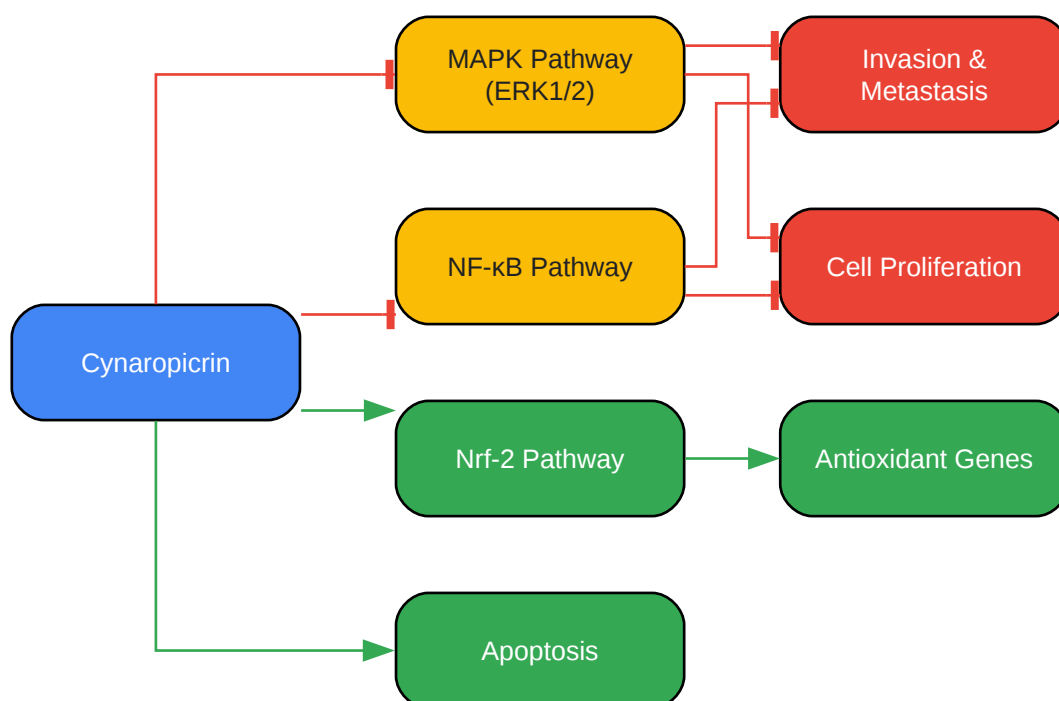 MAPK Pathway
(ERK1/2)
Invasion &
Metastasis
NF-κB Pathway
Cell Proliferation
Cynaropicrin
Nrf-2 Pathway
Antioxidant Genes
Apoptosis